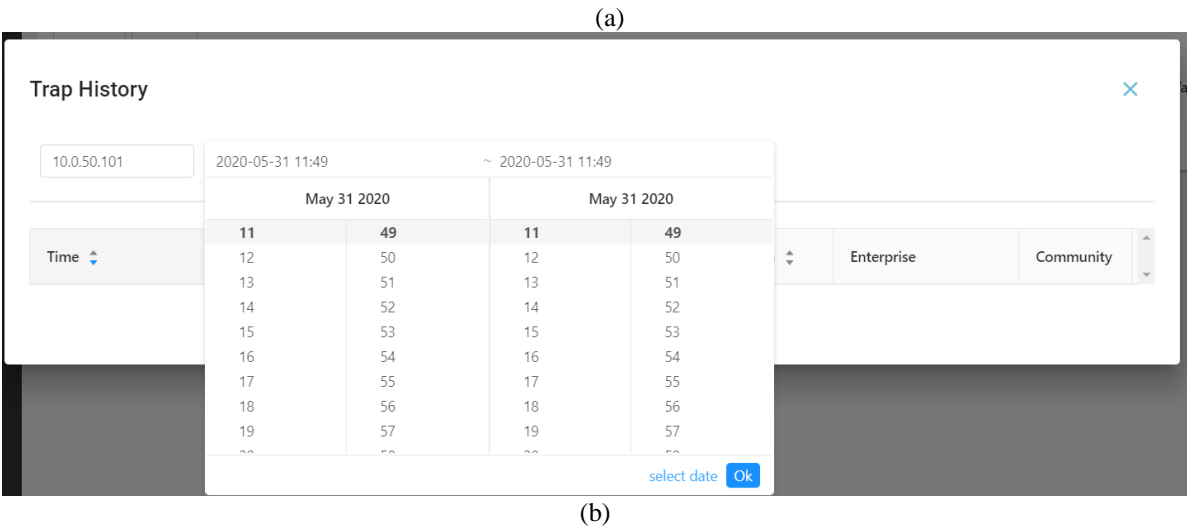 (a)
Trap History
10.0.50.101
2020-05-31 11:49 ~ 2020-05-31 11:49
May 31 2020 May 31 2020
11 49 11 49
Time Enterprise Community
12 50 12 50
13 51 13 51
14 52 14 52
15 53 15 53
16 54 16 54
17 55 17 55
18 56 18 56
19 57 19 57
select date Ok
(b)